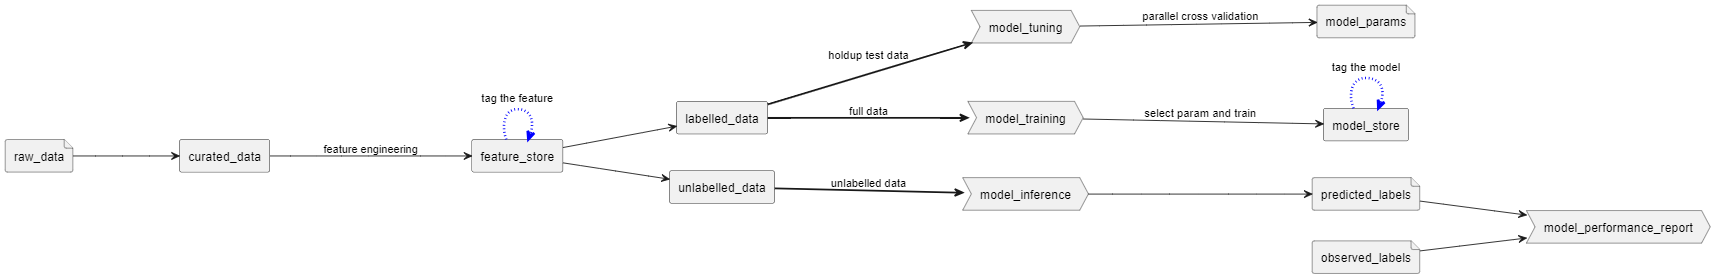 raw_data
curated_data
feature engineering
tag the feature
feature_store
labelled_data
unlabelled_data
holdup test data
full data
unlabelled data
model_tuning
model_training
model_inference
parallel cross validation
select param and train
model_params
tag the model
model_store
predicted_labels
observed_labels
model_performance_report